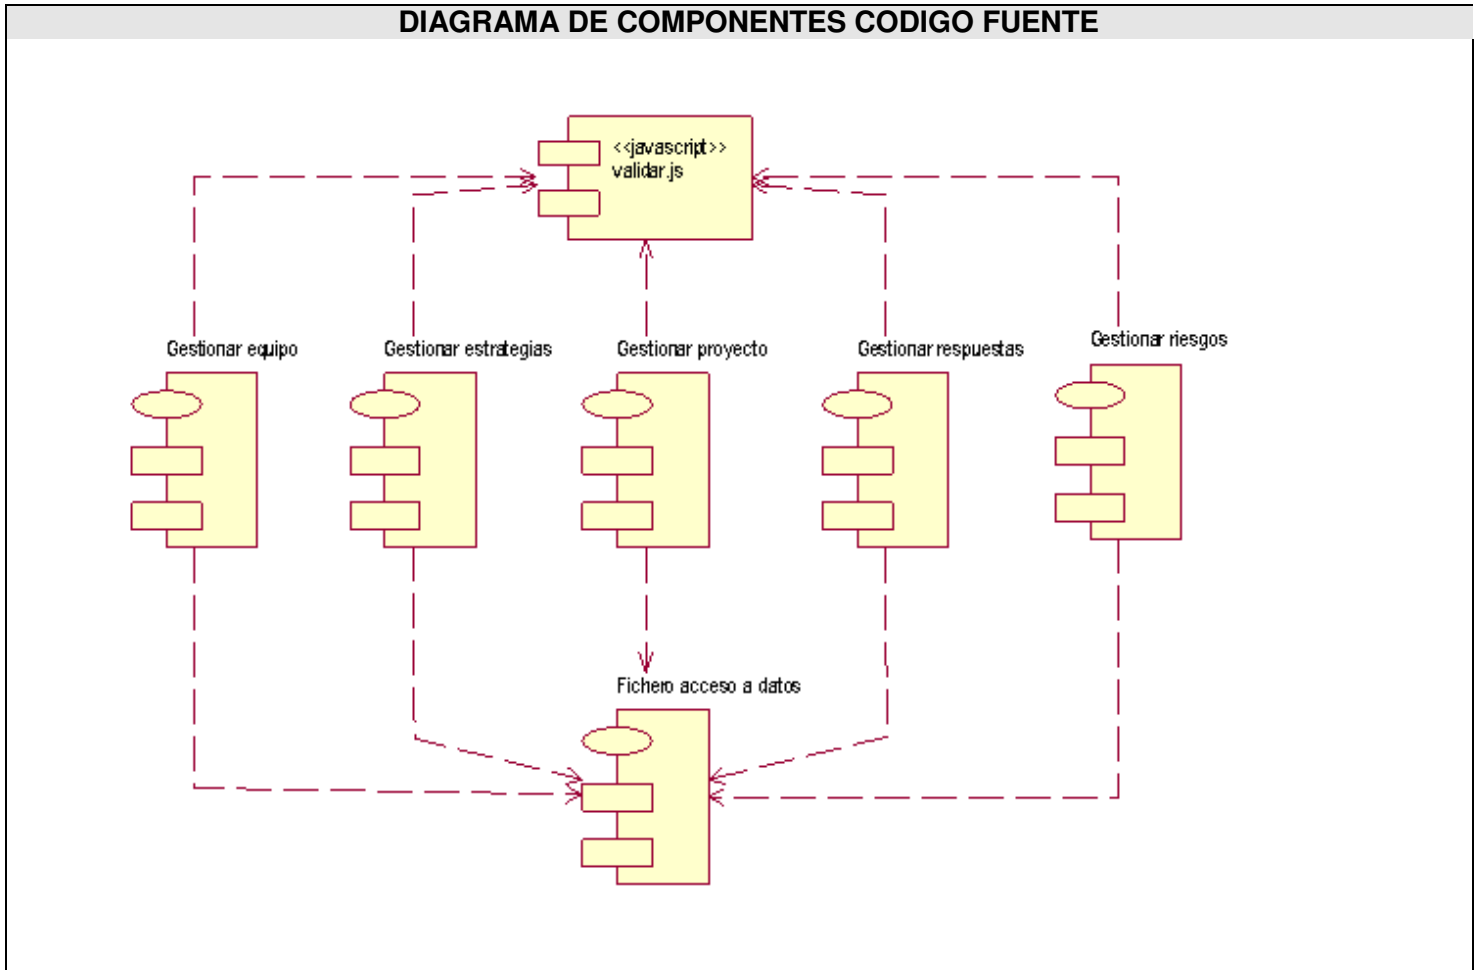 DIAGRAMA DE COMPONENTES CODIGO FUENTE
<<javascript>>
validar.js
Gestionar equipo
Gestionar estrategias
Gestionar proyecto
Gestionar respuestas
Gestionar riesgos
Fichero acceso a datos